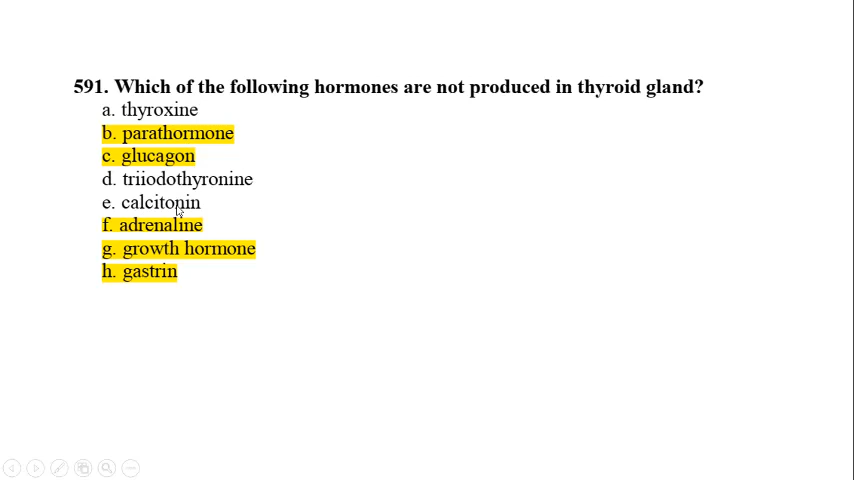 591. Which of the following hormones are not produced in thyroid gland?
a. thyroxine
b. parathormone
c. glucagon
d. triiodothyronine
e. calcitonin
f. adrenaline
g. growth hormone
h. gastrin